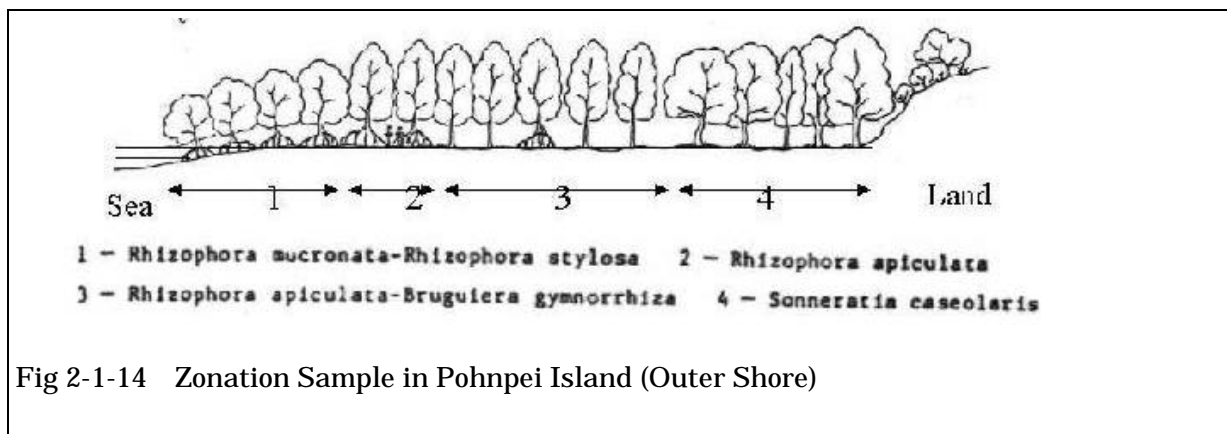 1 2 3 4
Sea Land
1 — Rhizophora mucronata-Rhizophora stylosa 2 — Rhizophora apiculata
3 — Rhizophora apiculata-Bruguiera gymnorrhiza 4 — Sonneratia caseolaris
Fig 2-1-14 Zonation Sample in Pohnpei Island (Outer Shore)